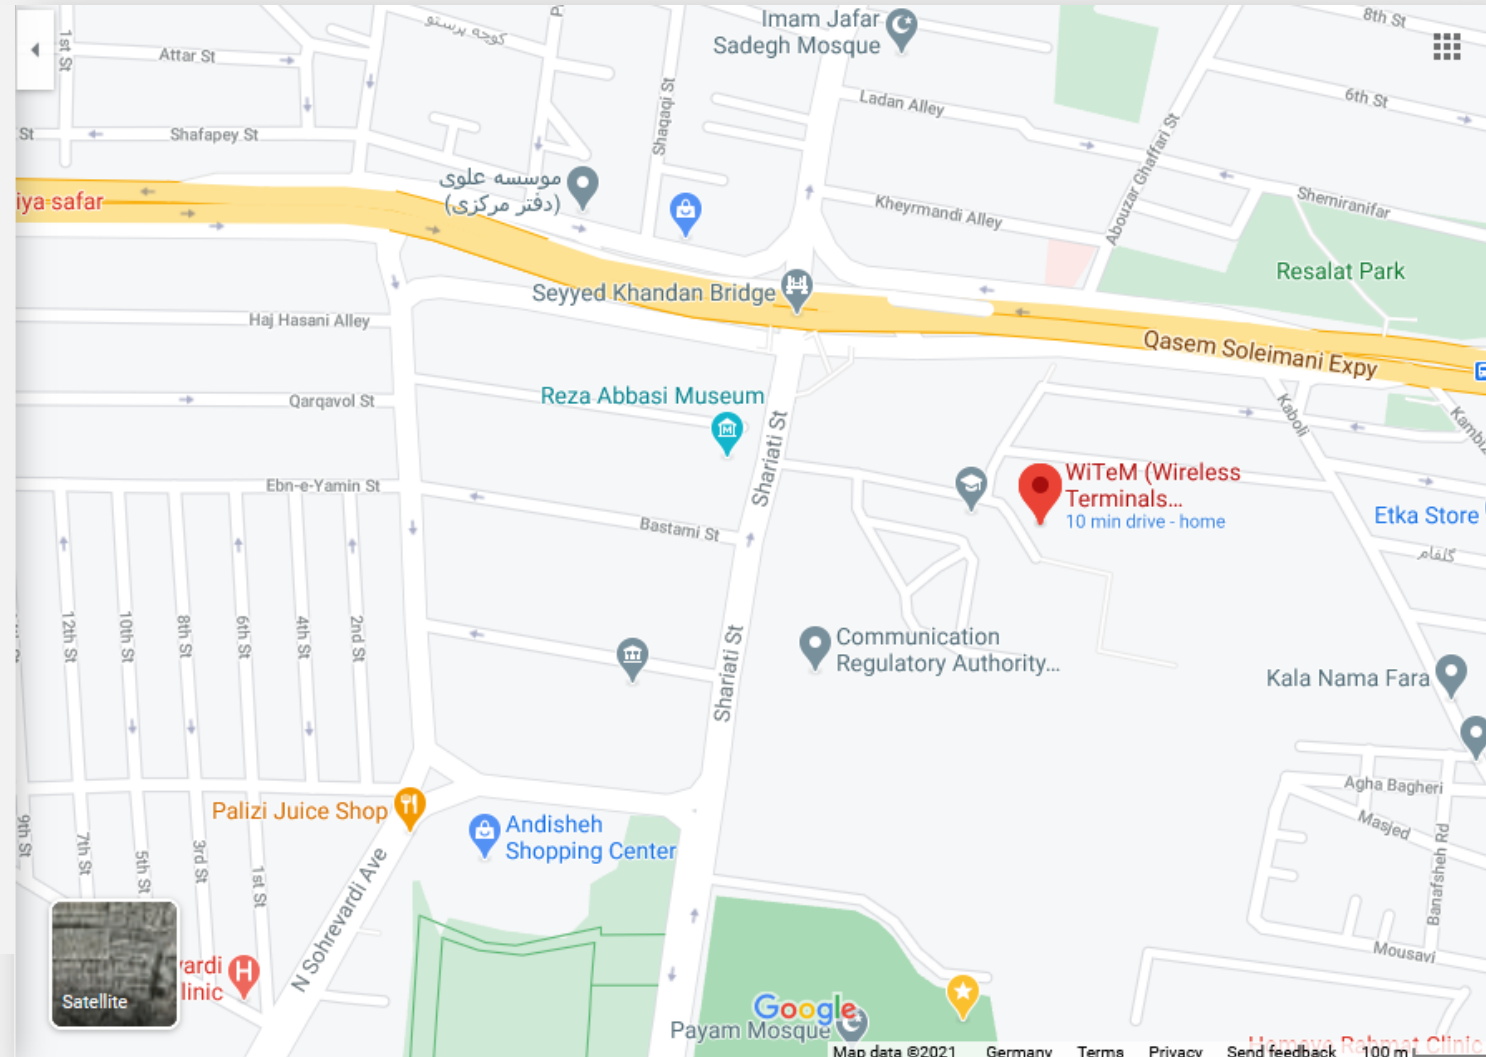 کوچه پرستو
Imam Jafar
Sadegh Mosque
8th St
1st St
Attar St
Ladan Alley
6th St
Shaqaqi St
St
Shafapey St
Abouzar Ghaffari St
موسسه علوی
(دفتر مرکزی)
iya safar
Kheyrmandi Alley
Shemiranifar
Resalat Park
Seyyed Khandan Bridge
Haj Hasani Alley
Qasem Soleimani Expy
Reza Abbasi Museum
Qarqavol St
Kaboli
Kambiz
Shariati St
WiTeM (Wireless
Terminals...
10 min drive - home
Ebn-e-Yamin St
Bastami St
Etka Store
گلفام
12th St
10th St
8th St
6th St
4th St
2nd St
Shariati St
Communication
Regulatory Authority...
Kala Nama Fara
Agha Bagheri
Palizi Juice Shop
Andisheh
Shopping Center
Masjed
9th St
7th St
5th St
3rd St
1st St
Banafsheh Rd
N Sohrevardi Ave
Mousavi
vardi
linic
Satellite
Google
Payam Mosque
Homaye Rahmat Clinic
Map data ©2021 Germany Terms Privacy Send feedback 100 m